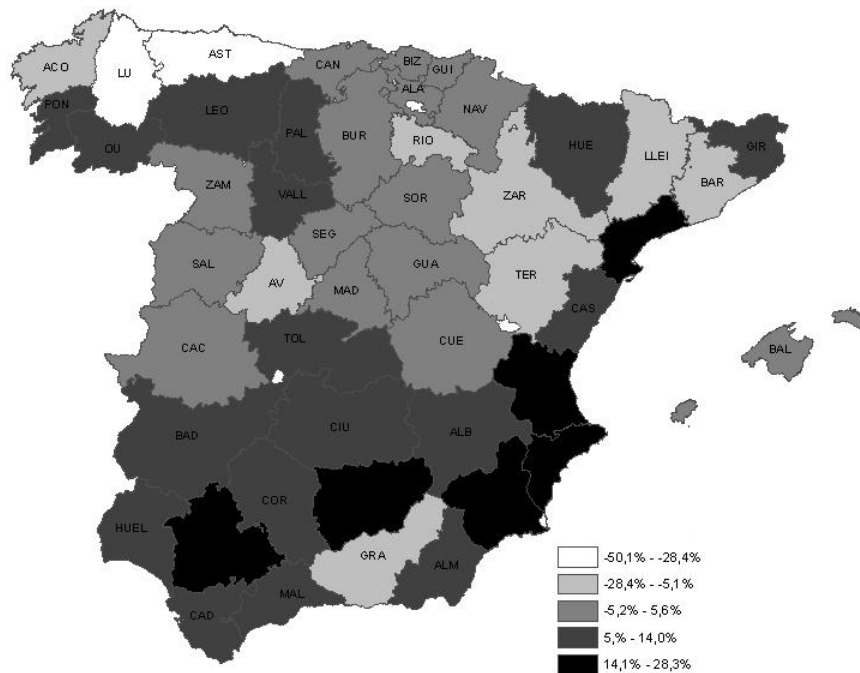 AST
ACO
LU
CAN
BIZ
GUI
ALA
NAV
PON
LEO
PAL
BUR
RIO
HUE
LLEI
GIR
OU
BAR
ZAM
VALL
SOR
ZAR
SEG
SAL
AV
MAD
GUA
TER
CAS
TOL
CAC
CUE
BAL
BAD
CIU
ALB
COR
HUEL
GRA
ALM
MAL
CAD
-50,1% - -28,4%
-28,4% - -5,1%
-5,2% - 5,6%
5,% - 14,0%
14,1% - 28,3%